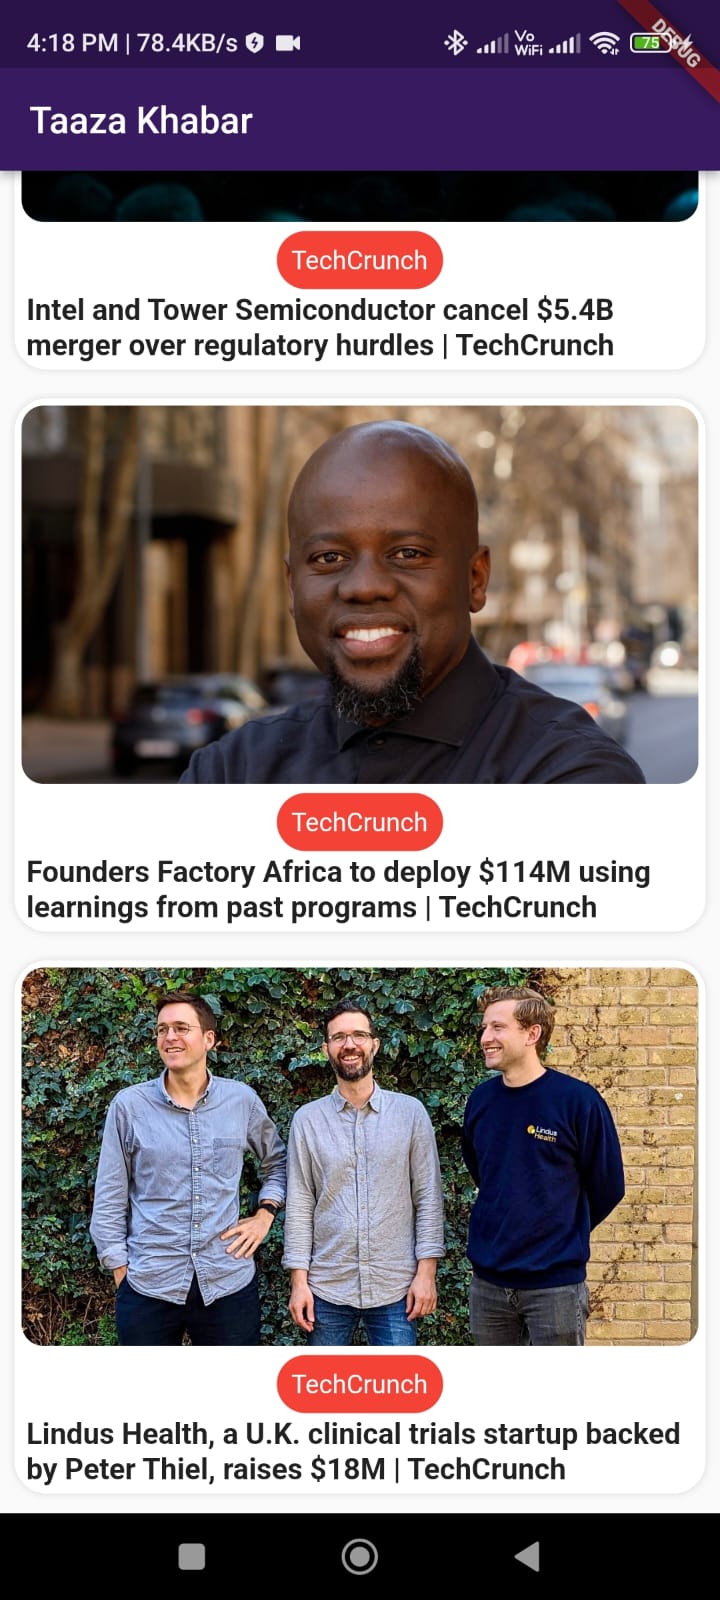 4:18 PM | 78.4KB/s
Vo
WiFi
75
DEBUG
Taaza Khabar
TechCrunch
Intel and Tower Semiconductor cancel $5.4B
merger over regulatory hurdles | TechCrunch
TechCrunch
Founders Factory Africa to deploy $114M using
learnings from past programs | TechCrunch
Lindus
Health
TechCrunch
Lindus Health, a U.K. clinical trials startup backed
by Peter Thiel, raises $18M | TechCrunch